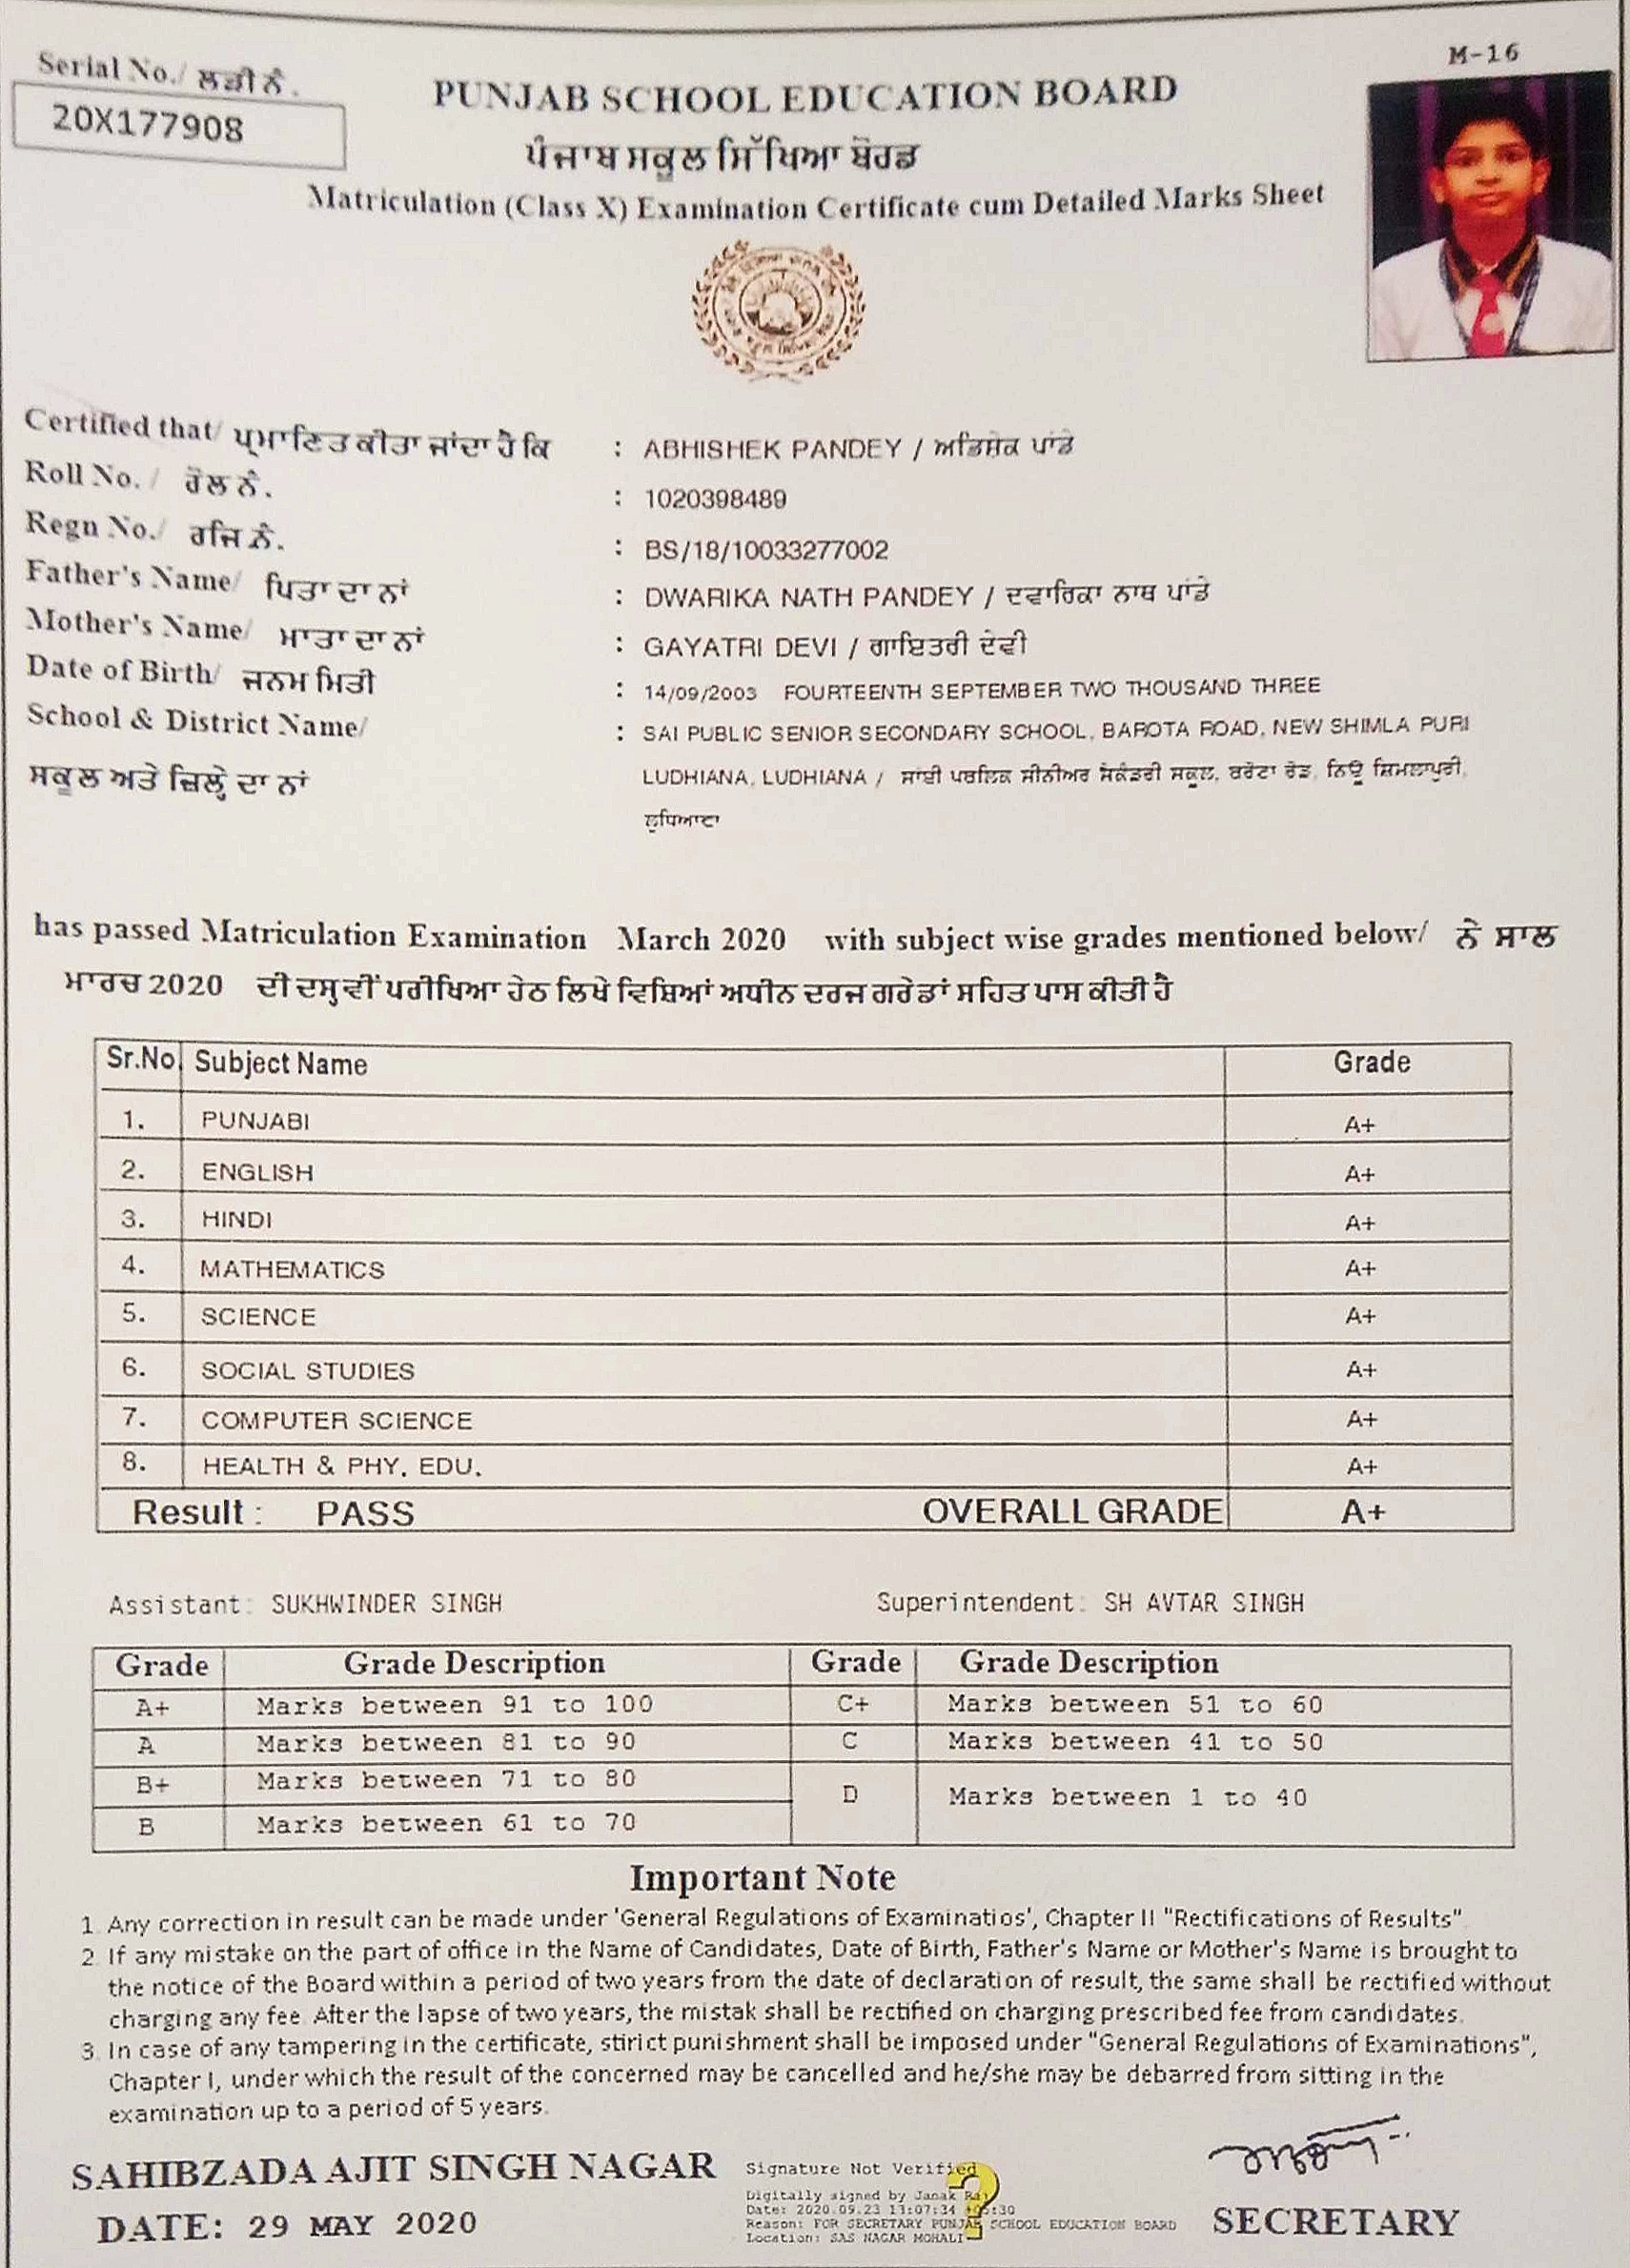 M-16
Serial No./ ਲੜੀ ਨੰ.
20X177908
PUNJAB SCHOOL EDUCATION BOARD
ਪੰਜਾਬ ਸਕੂਲ ਸਿੱਖਿਆ ਬੋਰਡ
Matriculation (Class X) Examination Certificate cum Detailed Marks Sheet
Certified that/ ਪ੍ਰਮਾਣਿਤ ਕੀਤਾ ਜਾਂਦਾ ਹੈ ਕਿ : ABHISHEK PANDEY / ਅਭਿਸ਼ੇਕ ਪਾਂਡੇ
Roll No. / ਰੋਲ ਨੰ. : 1020398489
Regn No./ ਰਜਿ ਨੰ. : BS/18/10033277002
Father's Name/ ਪਿਤਾ ਦਾ ਨਾਂ : DWARIKA NATH PANDEY / ਦਵਾਰਿਕਾ ਨਾਥ ਪਾਂਡੇ
Mother's Name/ ਮਾਤਾ ਦਾ ਨਾਂ : GAYATRI DEVI / ਗਾਇਤਰੀ ਦੇਵੀ
Date of Birth/ ਜਨਮ ਮਿਤੀ : 14/09/2003 FOURTEENTH SEPTEMBER TWO THOUSAND THREE
School & District Name/ : SAI PUBLIC SENIOR SECONDARY SCHOOL, BAROTA ROAD, NEW SHIMLA PURI
ਸਕੂਲ ਅਤੇ ਜ਼ਿਲ੍ਹੇ ਦਾ ਨਾਂ LUDHIANA, LUDHIANA / ਸਾਂਈ ਪਬਲਿਕ ਸੀਨੀਅਰ ਸੈਕੰਡਰੀ ਸਕੂਲ, ਬਰੋਟਾ ਰੋਡ, ਨਿਊ ਸ਼ਿਮਲਾਪੁਰੀ,
ਲੁਧਿਆਣਾ
has passed Matriculation Examination March 2020 with subject wise grades mentioned below/ ਨੇ ਸਾਲ
ਮਾਰਚ 2020 ਦੀ ਦਸ੍ਵੀਂ ਪਰੀਖਿਆ ਹੇਠ ਲਿਖੇ ਵਿਸ਼ਿਆਂ ਅਧੀਨ ਦਰਜ ਗਰੇਡਾਂ ਸਹਿਤ ਪਾਸ ਕੀਤੀ ਹੈ
Sr.No. Subject Name Grade
1. PUNJABI A+
2. ENGLISH A+
3. HINDI A+
4. MATHEMATICS A+
5. SCIENCE A+
6. SOCIAL STUDIES A+
7. COMPUTER SCIENCE A+
8. HEALTH & PHY. EDU. A+
Result : PASS OVERALL GRADE A+
Assistant: SUKHWINDER SINGH Superintendent: SH AVTAR SINGH
Grade Grade Description Grade Grade Description
A+ Marks between 91 to 100 C+ Marks between 51 to 60
A Marks between 81 to 90 C Marks between 41 to 50
B+ Marks between 71 to 80 D Marks between 1 to 40
B Marks between 61 to 70
Important Note
1. Any correction in result can be made under 'General Regulations of Examinatios', Chapter II "Rectifications of Results".
2. If any mistake on the part of office in the Name of Candidates, Date of Birth, Father's Name or Mother's Name is brought to
the notice of the Board within a period of two years from the date of declaration of result, the same shall be rectified without
charging any fee. After the lapse of two years, the mistak shall be rectified on charging prescribed fee from candidates.
3. In case of any tampering in the certificate, stirict punishment shall be imposed under "General Regulations of Examinations",
Chapter I, under which the result of the concerned may be cancelled and he/she may be debarred from sitting in the
examination up to a period of 5 years.
SAHIBZADA AJIT SINGH NAGAR
DATE: 29 MAY 2020
Signature Not Verified
Digitally signed by Janak Raj
Date: 2020.09.23 13:07:34 +05:30
Reason: FOR SECRETARY PUNJAB SCHOOL EDUCATION BOARD
Location: SAS NAGAR MOHALI
SECRETARY